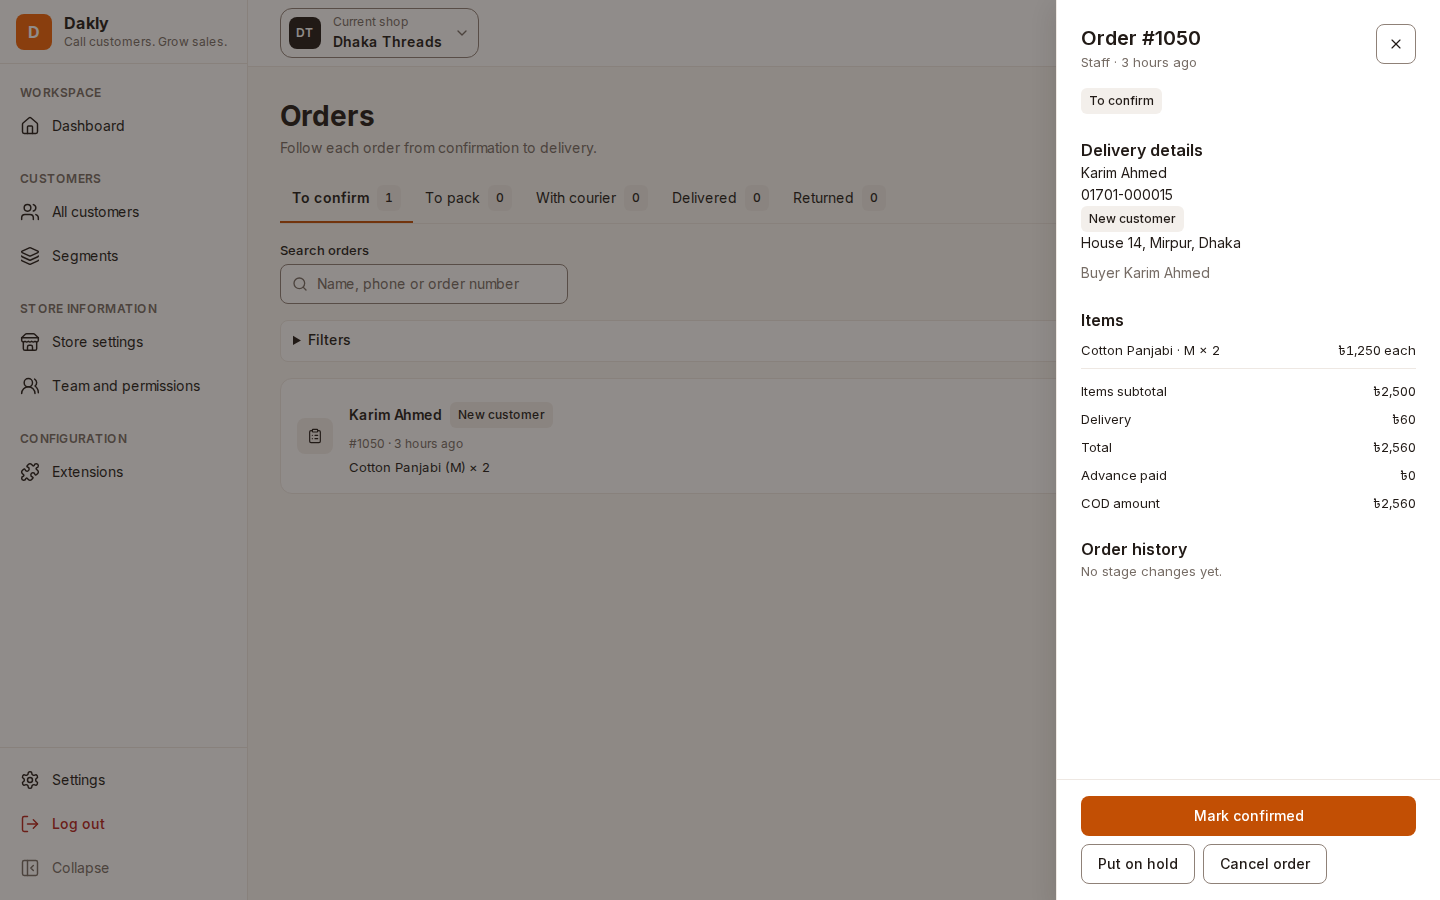 D
Dakly
Call customers. Grow sales.
WORKSPACE
Dashboard
CUSTOMERS
All customers
Segments
STORE INFORMATION
Store settings
Team and permissions
CONFIGURATION
Extensions
Settings
Log out
Collapse
DT
Current shop
Dhaka Threads
Orders
Follow each order from confirmation to delivery.
To confirm 1 To pack 0 With courier 0 Delivered 0 Returned 0
Search orders
Name, phone or order number
Filters
Karim Ahmed New customer
#1050 · 3 hours ago
Cotton Panjabi (M) × 2
Order #1050
Staff · 3 hours ago
To confirm
Delivery details
Karim Ahmed
01701-000015
New customer
House 14, Mirpur, Dhaka
Buyer Karim Ahmed
Items
Cotton Panjabi · M × 2 ৳1,250 each
Items subtotal ৳2,500
Delivery ৳60
Total ৳2,560
Advance paid ৳0
COD amount ৳2,560
Order history
No stage changes yet.
Mark confirmed
Put on hold Cancel order